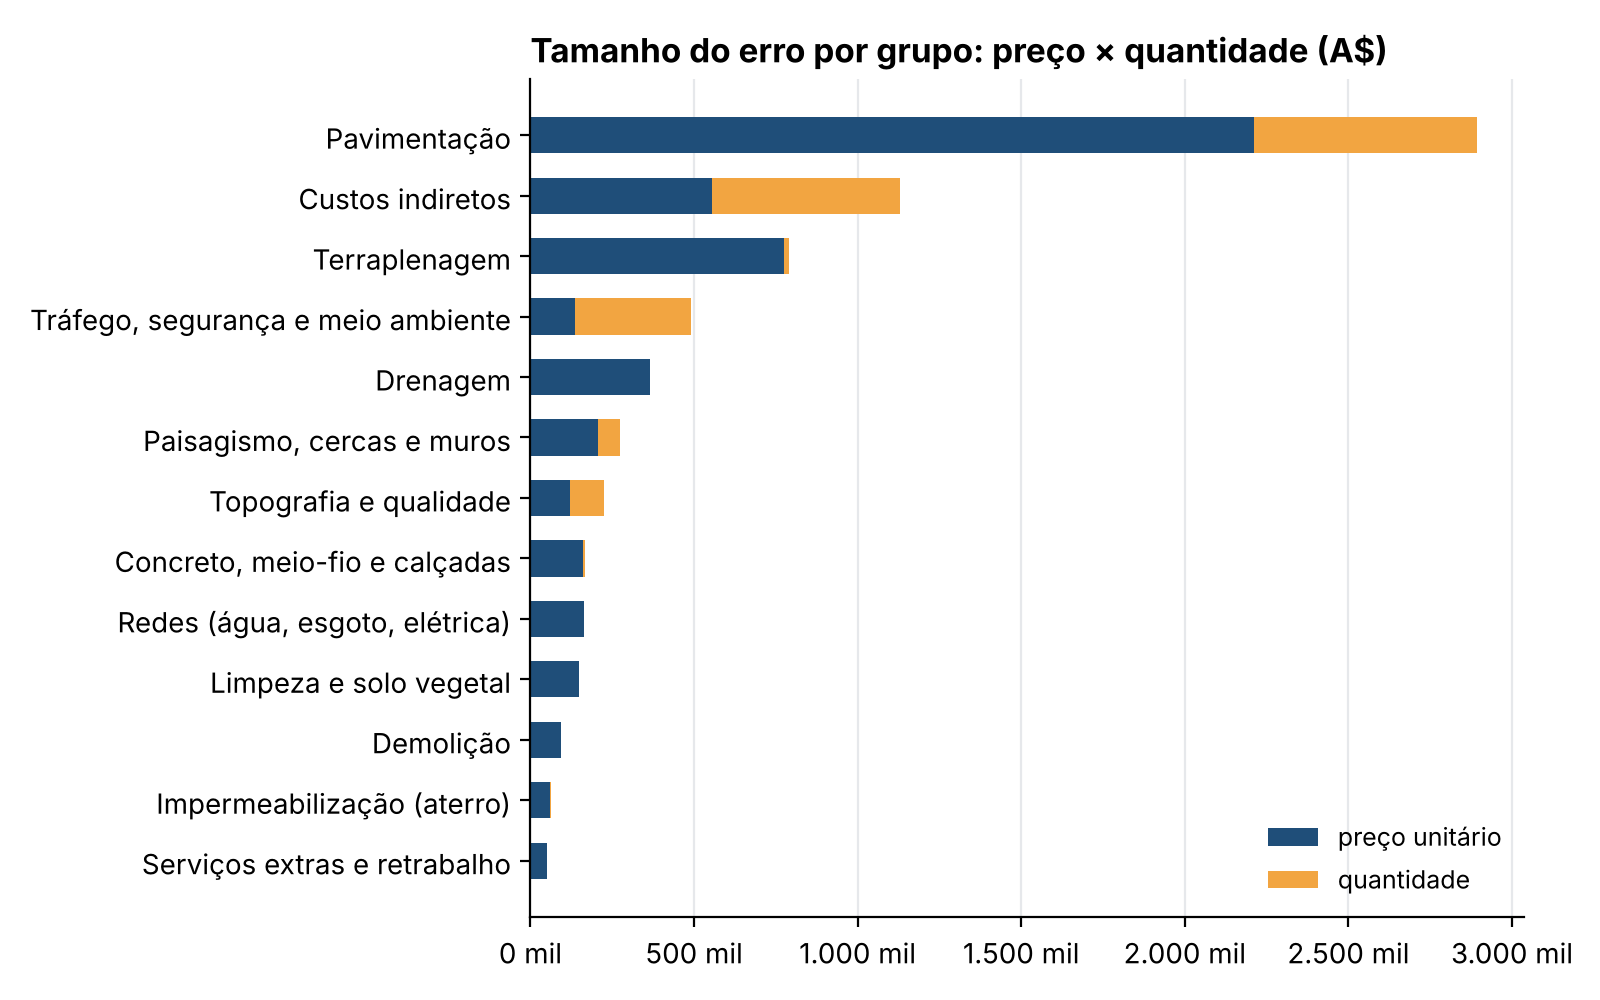 Tamanho do erro por grupo: preço × quantidade (A$)
Pavimentação
Custos indiretos
Terraplenagem
Tráfego, segurança e meio ambiente
Drenagem
Paisagismo, cercas e muros
Topografia e qualidade
Concreto, meio-fio e calçadas
Redes (água, esgoto, elétrica)
Limpeza e solo vegetal
Demolição
Impermeabilização (aterro)
Serviços extras e retrabalho
preço unitário
quantidade
0 mil 500 mil 1.000 mil 1.500 mil 2.000 mil 2.500 mil 3.000 mil